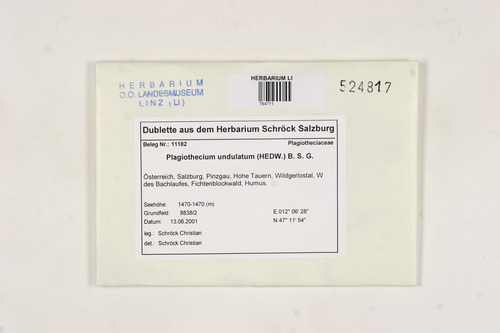 HERBARIUM
O.Ö. LANDESMUSEUM
LINZ (LI)
HERBARIUM LI
764711
524817
Dublette aus dem Herbarium Schröck Salzburg
Beleg Nr.: 11182 Plagiotheciaceae
Plagiothecium undulatum (HEDW.) B. S. G.
Österreich, Salzburg, Pinzgau, Hohe Tauern, Wildgerlostal, W
des Bachlaufes, Fichtenblockwald, Humus.
Seehöhe: 1470-1470 (m)
Grundfeld: 8838/2 E 012° 06' 28"
Datum: 13.06.2001 N 47° 11' 54"
leg.: Schröck Christian
det.: Schröck Christian